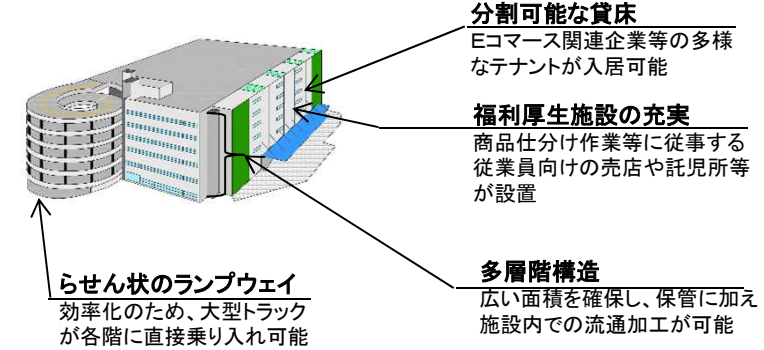 分割可能な貸床
Eコマース関連企業等の多様
なテナントが入居可能
福利厚生施設の充実
商品仕分け作業等に従事する
従業員向けの売店や託児所等
が設置
らせん状のランプウェイ
効率化のため、大型トラック
が各階に直接乗り入れ可能
多層階構造
広い面積を確保し、保管に加え
施設内での流通加工が可能